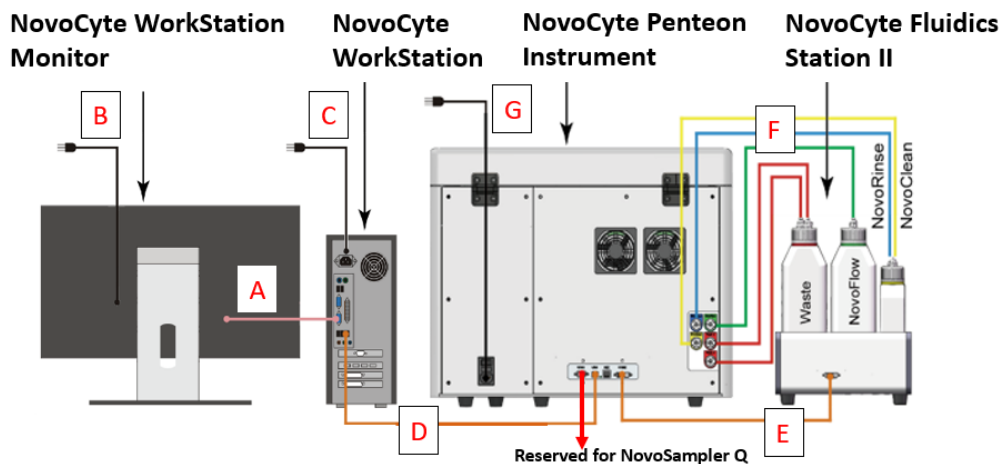 NovoCyte WorkStation
Monitor
NovoCyte
WorkStation
NovoCyte Penteon
Instrument
NovoCyte Fluidics
Station II
B
C
G
F
NovoRinse
NovoClean
Waste
NovoFlow
A
D
E
Reserved for NovoSampler Q